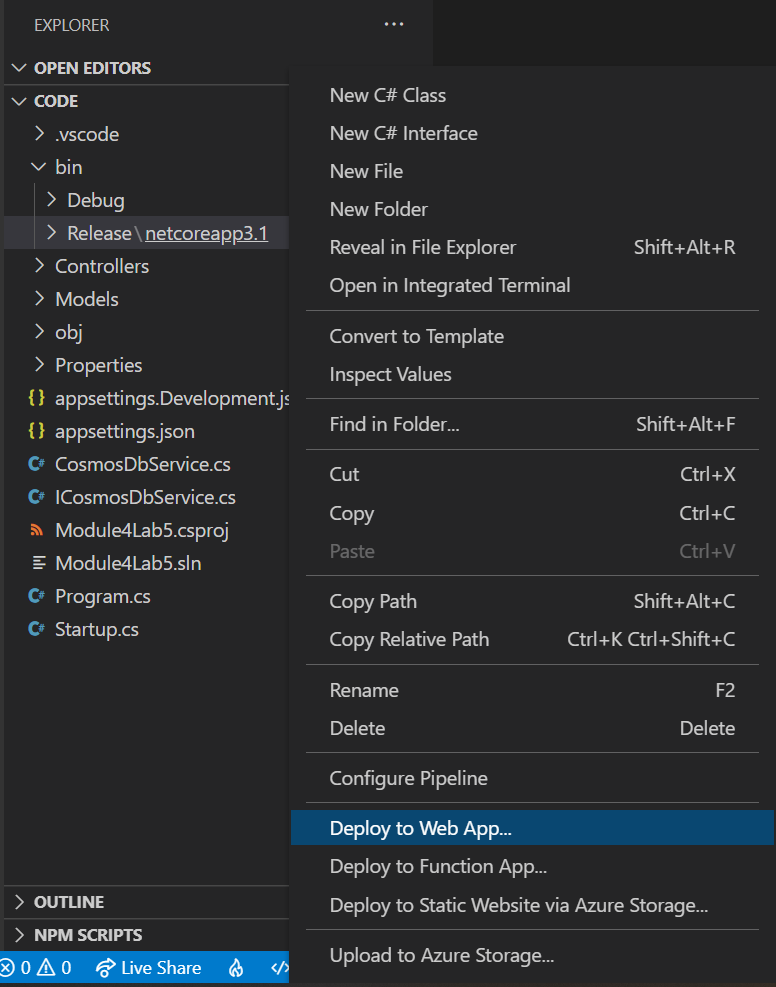 EXPLORER
OPEN EDITORS
CODE
.vscode
bin
Debug
Release\netcoreapp3.1
Controllers
Models
obj
Properties
appsettings.Development.js
appsettings.json
CosmosDbService.cs
ICosmosDbService.cs
Module4Lab5.csproj
Module4Lab5.sln
Program.cs
Startup.cs
OUTLINE
NPM SCRIPTS
0 0 Live Share
New C# Class
New C# Interface
New File
New Folder
Reveal in File Explorer Shift+Alt+R
Open in Integrated Terminal
Convert to Template
Inspect Values
Find in Folder... Shift+Alt+F
Cut Ctrl+X
Copy Ctrl+C
Paste Ctrl+V
Copy Path Shift+Alt+C
Copy Relative Path Ctrl+K Ctrl+Shift+C
Rename F2
Delete Delete
Configure Pipeline
Deploy to Web App...
Deploy to Function App...
Deploy to Static Website via Azure Storage...
Upload to Azure Storage...